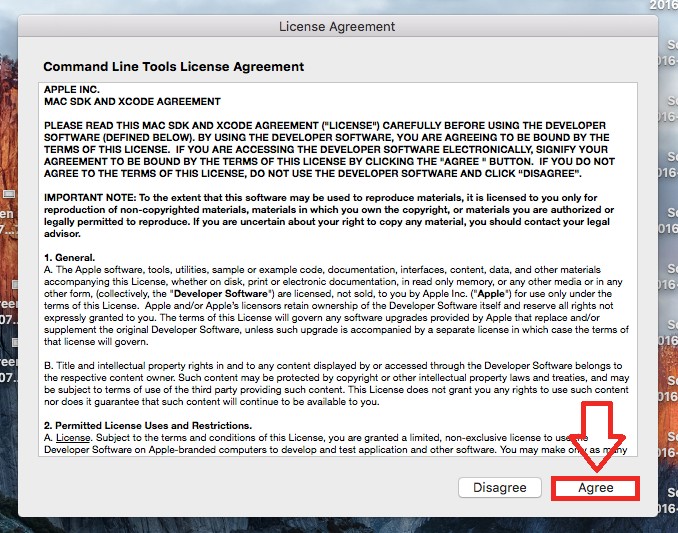 2016
License Agreement
Command Line Tools License Agreement
APPLE INC.
MAC SDK AND XCODE AGREEMENT
PLEASE READ THIS MAC SDK AND XCODE AGREEMENT ("LICENSE") CAREFULLY BEFORE USING THE DEVELOPER
SOFTWARE (DEFINED BELOW). BY USING THE DEVELOPER SOFTWARE, YOU ARE AGREEING TO BE BOUND BY THE
TERMS OF THIS LICENSE.  IF YOU ARE ACCESSING THE DEVELOPER SOFTWARE ELECTRONICALLY, SIGNIFY YOUR
AGREEMENT TO BE BOUND BY THE TERMS OF THIS LICENSE BY CLICKING THE "AGREE " BUTTON.  IF YOU DO NOT
AGREE TO THE TERMS OF THIS LICENSE, DO NOT USE THE DEVELOPER SOFTWARE AND CLICK “DISAGREE”.
IMPORTANT NOTE: To the extent that this software may be used to reproduce materials, it is licensed to you only for
reproduction of non-copyrighted materials, materials in which you own the copyright, or materials you are authorized or
legally permitted to reproduce. If you are uncertain about your right to copy any material, you should contact your legal
advisor.
1. General.
A. The Apple software, tools, utilities, sample or example code, documentation, interfaces, content, data, and other materials
accompanying this License, whether on disk, print or electronic documentation, in read only memory, or any other media or in any
other form, (collectively, the "Developer Software") are licensed, not sold, to you by Apple Inc. ("Apple") for use only under the
terms of this License.  Apple and/or Apple’s licensors retain ownership of the Developer Software itself and reserve all rights not
expressly granted to you. The terms of this License will govern any software upgrades provided by Apple that replace and/or
supplement the original Developer Software, unless such upgrade is accompanied by a separate license in which case the terms of
that license will govern.
B. Title and intellectual property rights in and to any content displayed by or accessed through the Developer Software belongs to
the respective content owner. Such content may be protected by copyright or other intellectual property laws and treaties, and may
be subject to terms of use of the third party providing such content. This License does not grant you any rights to use such content
nor does it guarantee that such content will continue to be available to you.
2. Permitted License Uses and Restrictions.
A. License. Subject to the terms and conditions of this License, you are granted a limited, non-exclusive license to use the
Developer Software on Apple-branded computers to develop and test application and other software. You may make only as many
Disagree
Agree